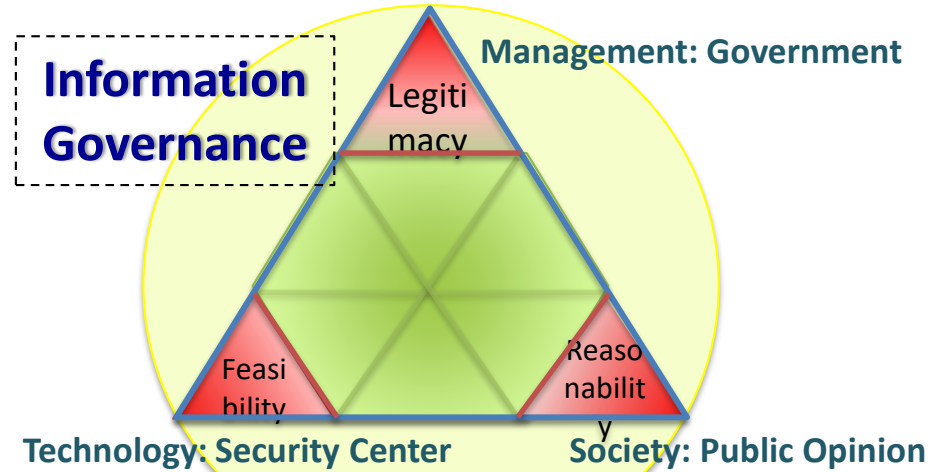 Information
Governance
Management: Government
Legiti
macy
Feasi
bility
Reaso
nabilit
y
Technology: Security Center
Society: Public Opinion